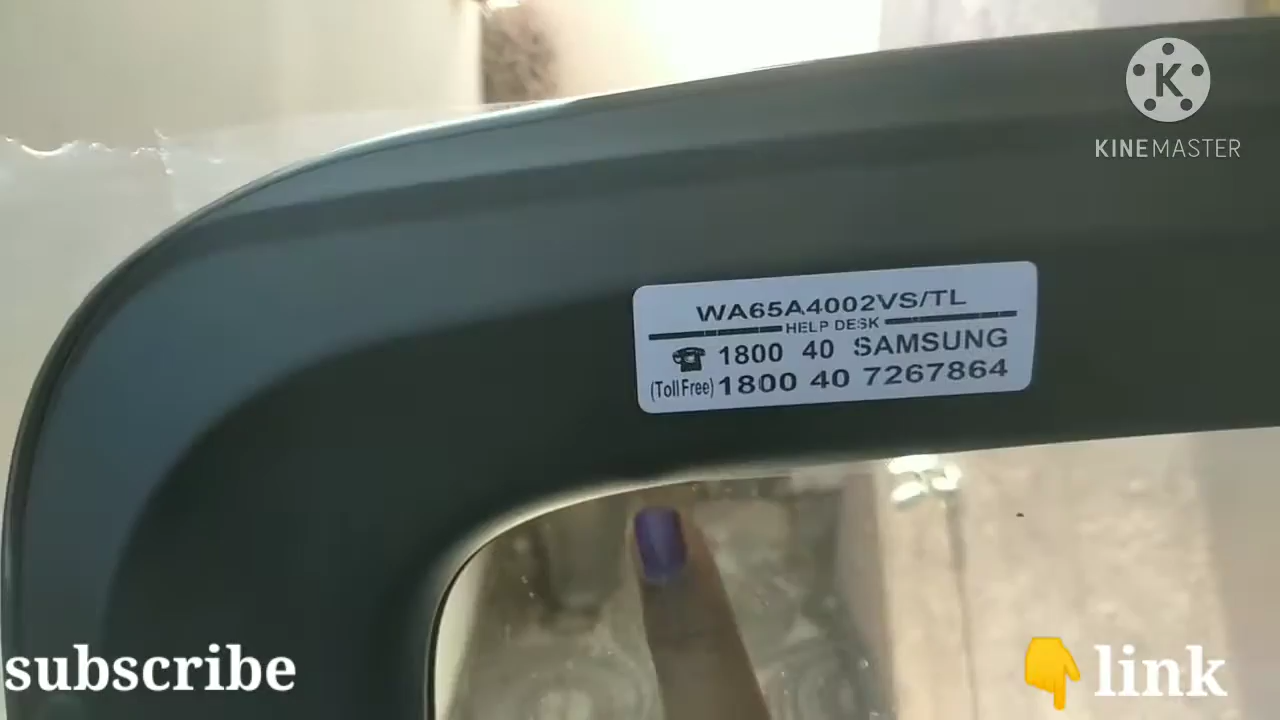 K
KINEMASTER
WA65A4002VS/TL
HELP DESK
1800 40 SAMSUNG
(Toll Free) 1800 40 7267864
subscribe
link